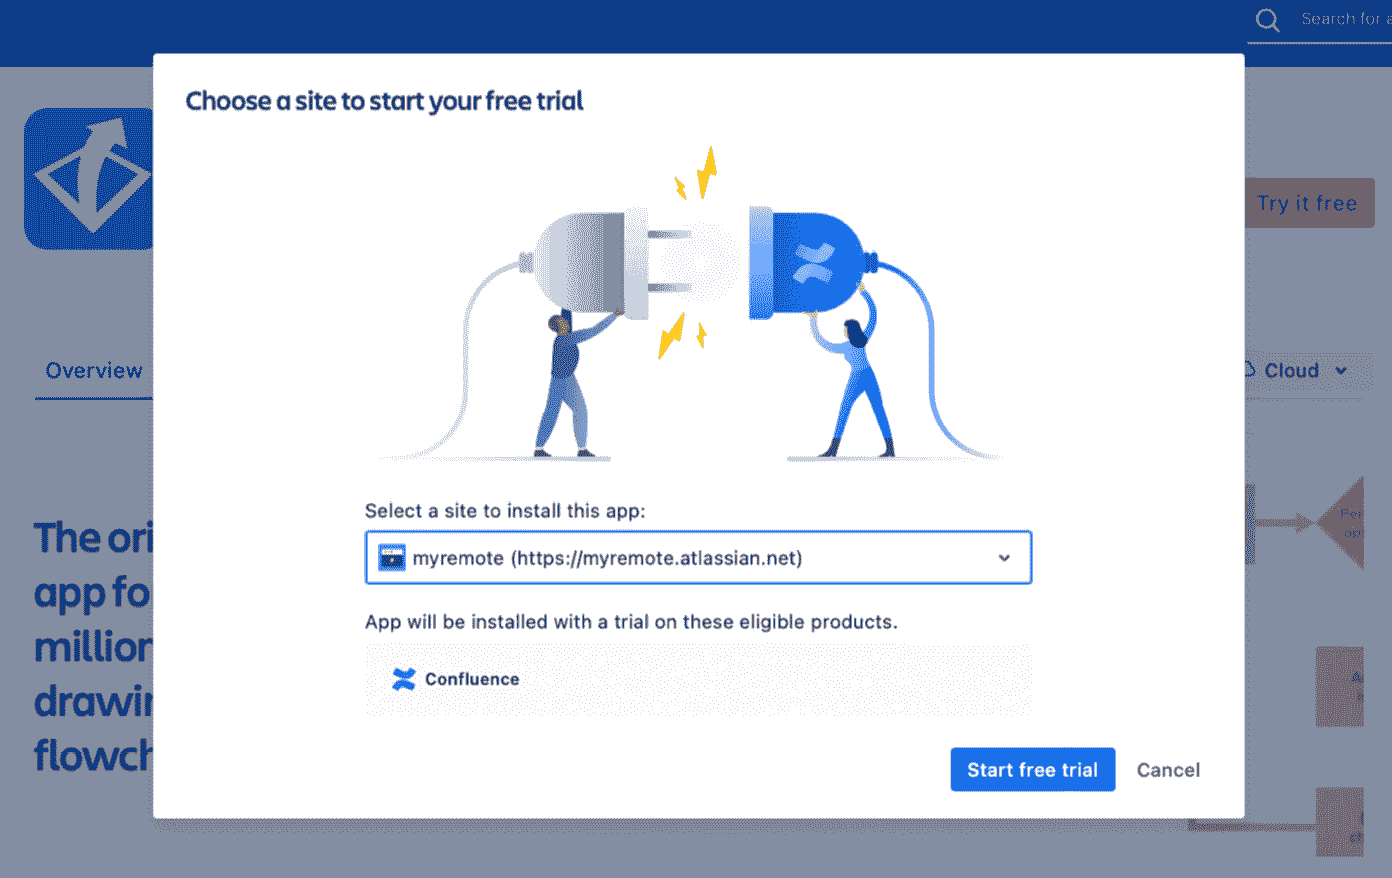 Search for a
Choose a site to start your free trial
Try it free
Overview
Cloud
Select a site to install this app:
myremote (https://myremote.atlassian.net)
The ori
app fo
million
drawin
flowch
App will be installed with a trial on these eligible products.
Confluence
Start free trial
Cancel